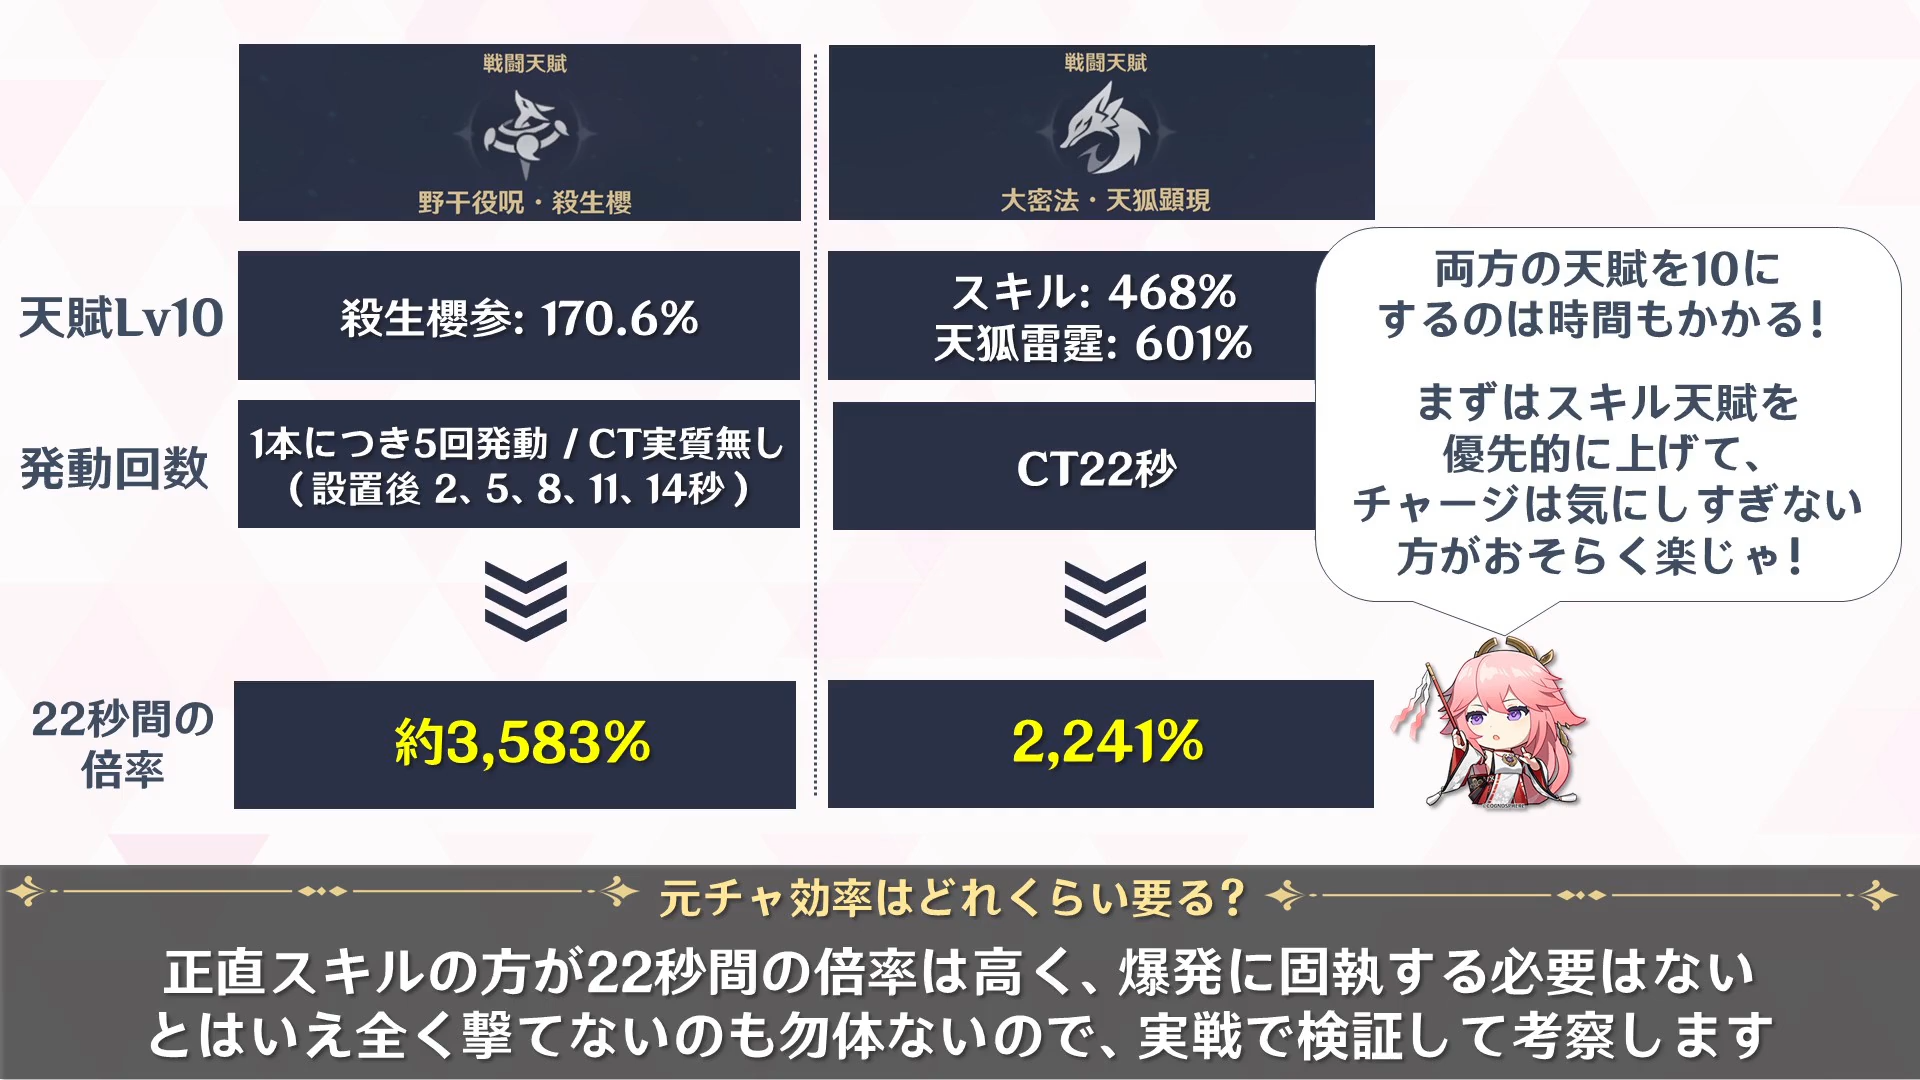 戦闘天賦
野干役呪・殺生櫻
戦闘天賦
大密法・天狐顕現
天賦Lv10
殺生櫻参: 170.6%
スキル: 468%
天狐雷霆: 601%
発動回数
1本につき5回発動 / CT実質無し
( 設置後 2、5、8、11、14秒 )
CT22秒
22秒間の
倍率
約3,583%
2,241%
両方の天賦を10に
するのは時間もかかる!
まずはスキル天賦を
優先的に上げて、
チャージは気にしすぎない
方がおそらく楽じゃ!
©COGNOSPHERE
元チャ効率はどれくらい要る?
正直スキルの方が22秒間の倍率は高く、爆発に固執する必要はない
とはいえ全く撃てないのも勿体ないので、実戦で検証して考察します